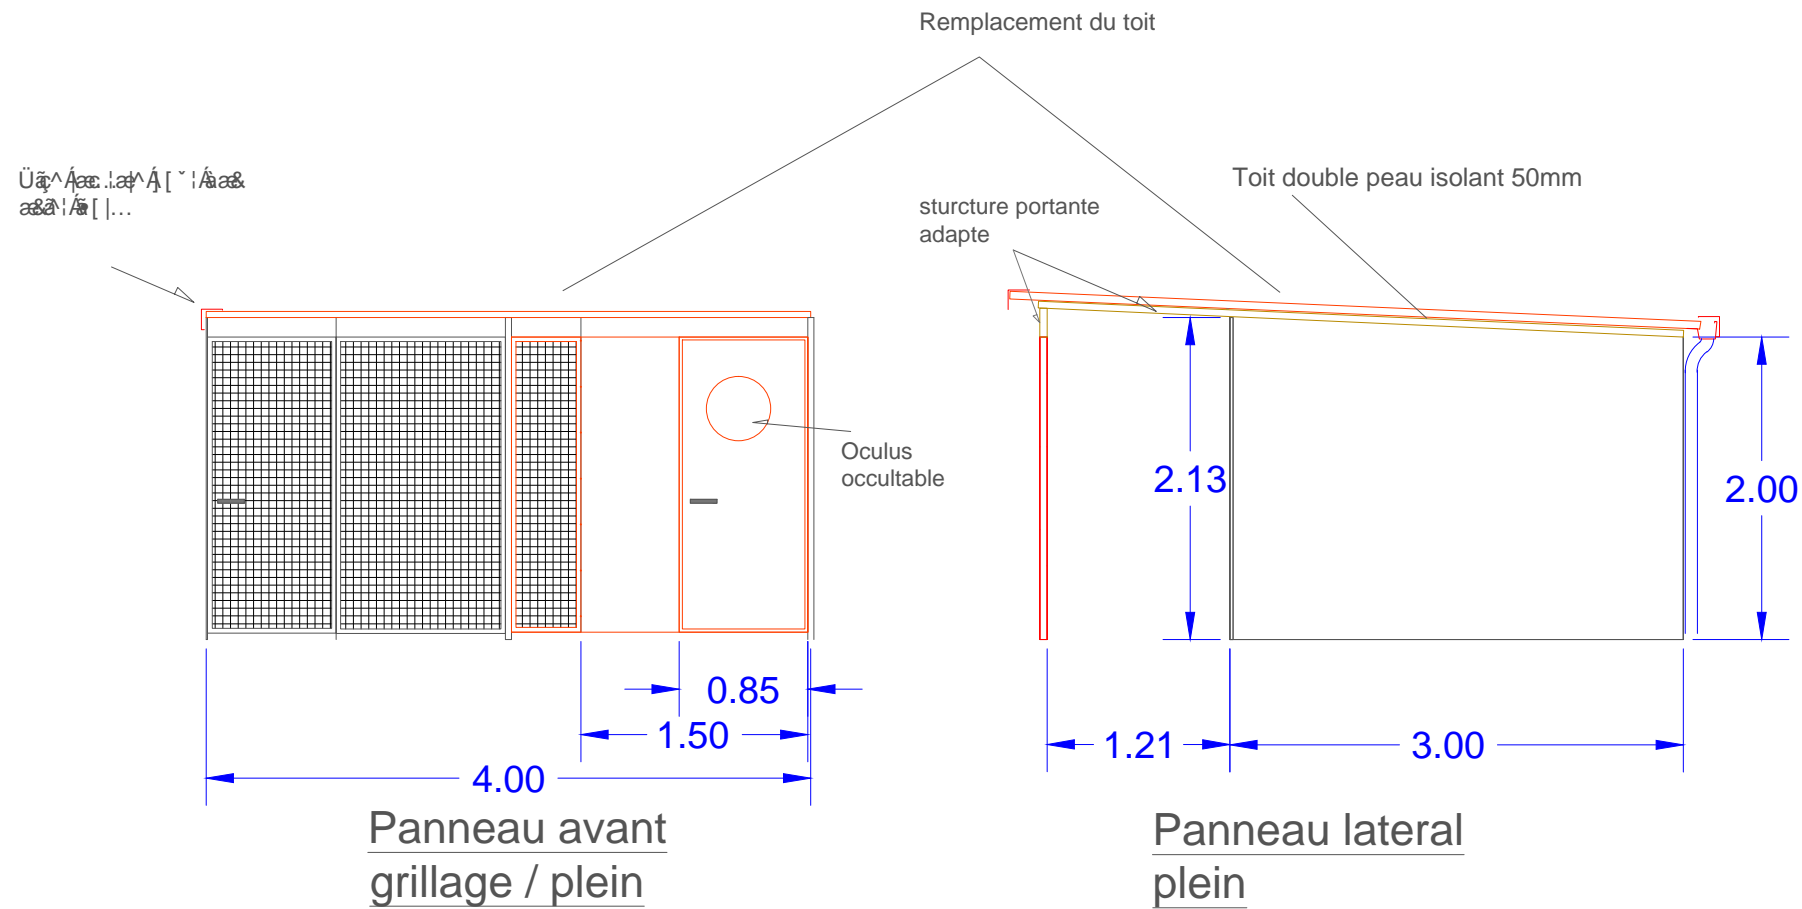 Remplacement du toit
Toit double peau isolant 50mm
sturcture portante
adapte
Oculus
occultable
2.13
2.00
0.85
1.50
4.00
1.21
3.00
Panneau avant
grillage / plein
Panneau lateral
plein